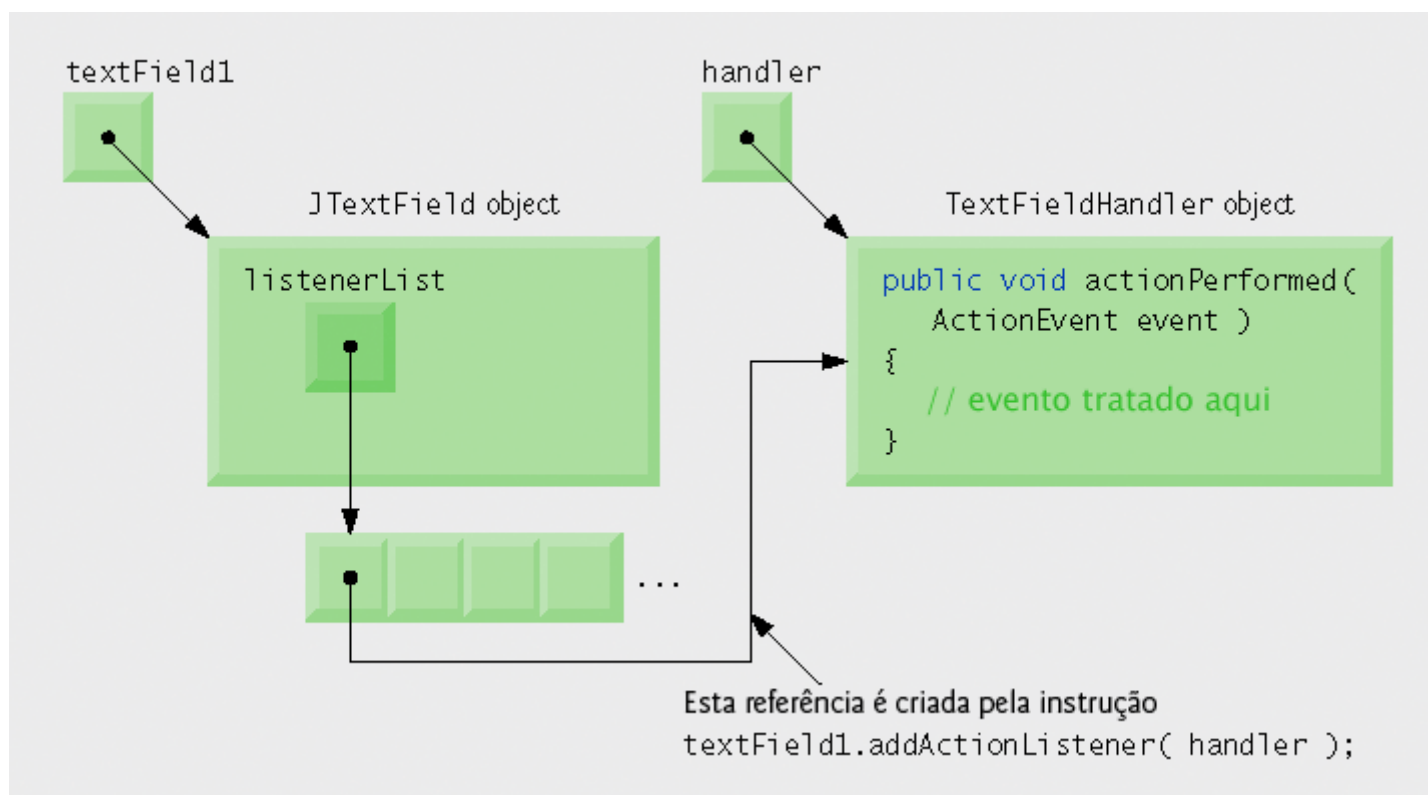 textField1
handler
JTextField object
TextFieldHandler object
listenerList
public void actionPerformed(
ActionEvent event )
{
// evento tratado aqui
}
...
Esta referência é criada pela instrução
textField1.addActionListener( handler );